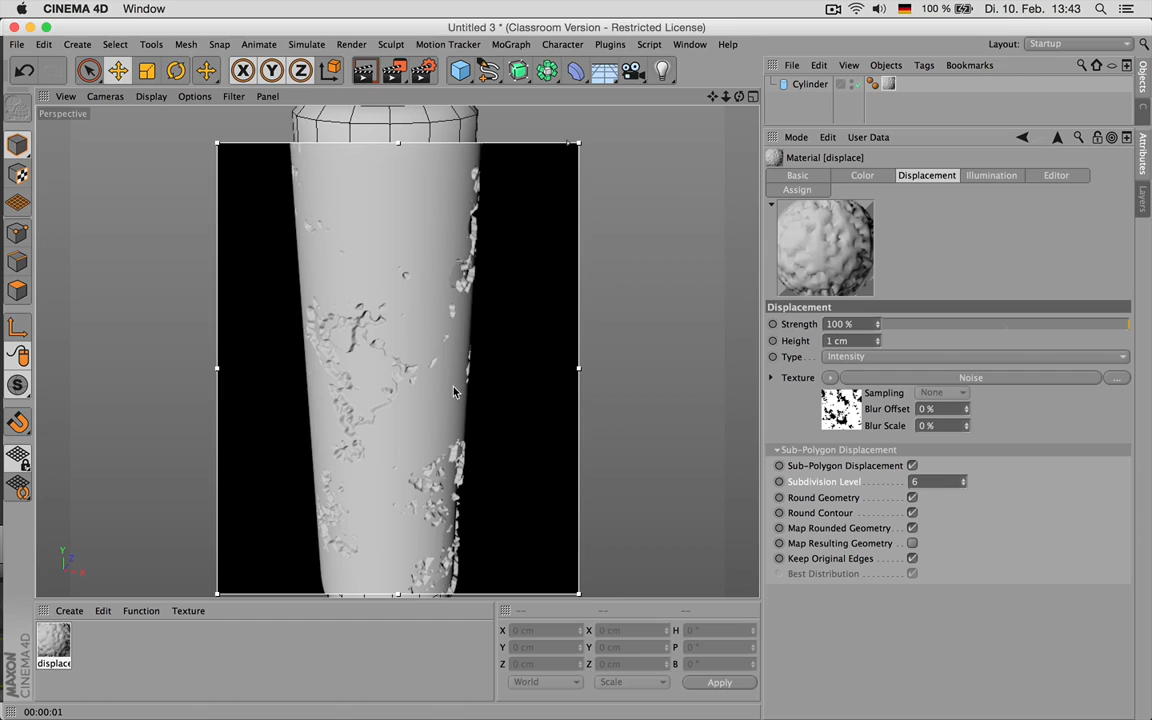 CINEMA 4D Window 100 % Di. 10. Feb. 13:43
Untitled 3 * (Classroom Version - Restricted License)
File Edit Create Select Tools Mesh Snap Animate Simulate Render Sculpt Motion Tracker MoGraph Character Plugins Script Window Help Layout: Startup
X Y Z
File Edit View Objects Tags Bookmarks
View Cameras Display Options Filter Panel
Cylinder
Perspective
Objects
C
Mode Edit User Data
Material [displace]
Basic Color Displacement Illumination Editor
Assign
Attributes
Layers
Displacement
Strength 100 %
Height 1 cm
Type . . . Intensity
Texture Noise ...
Sampling None
Blur Offset 0 %
Blur Scale 0 %
Sub-Polygon Displacement
Sub-Polygon Displacement
Subdivision Level . . . . . . . . 6
Round Geometry
Round Contour
Map Rounded Geometry
Map Resulting Geometry
Keep Original Edges
Best Distribution
S
Y
Z
X
Create Edit Function Texture
displace
-- -- --
X 0 cm X 0 cm H 0 °
Y 0 cm Y 0 cm P 0 °
Z 0 cm Z 0 cm B 0 °
World Scale Apply
MAXON
CINEMA 4D
00:00:01